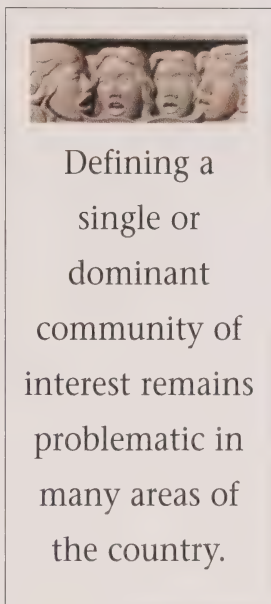 Defining a
single or
dominant
community of
interest remains
problematic in
many areas of
the country.